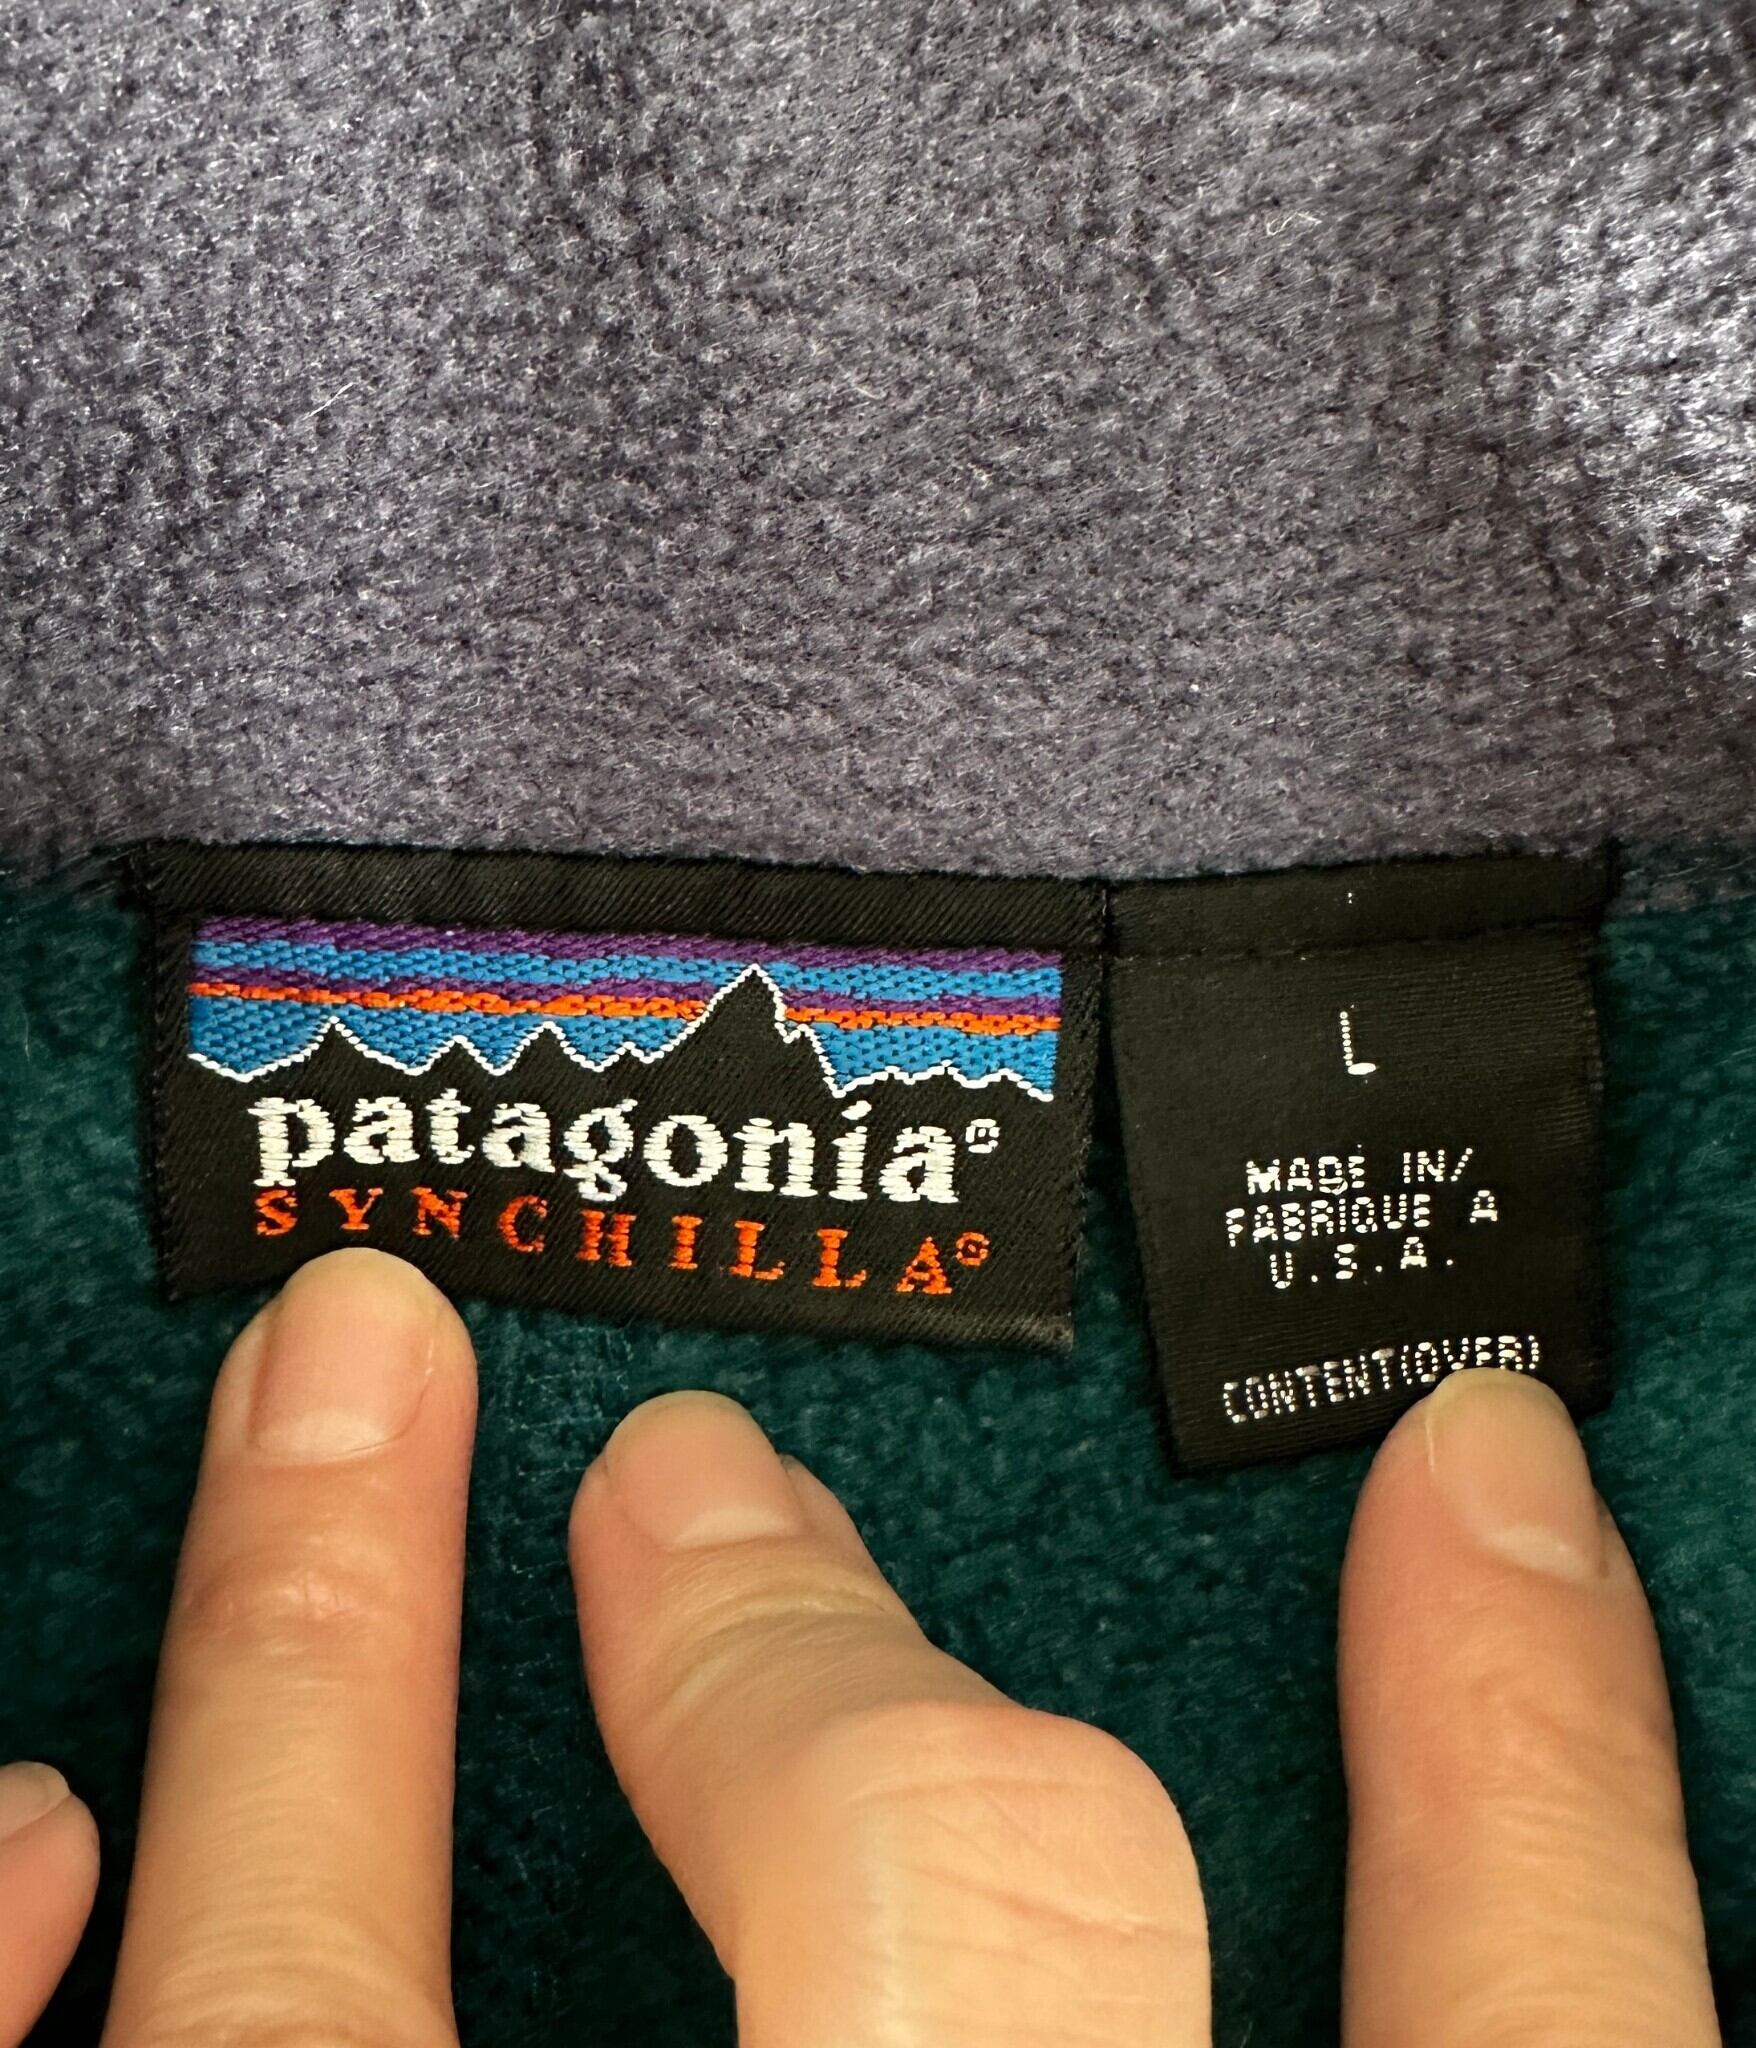 patagonia®
SYNCHILLA®
L
MADE IN/
FABRIQUE A
U.S.A.
CONTENT(OVER)